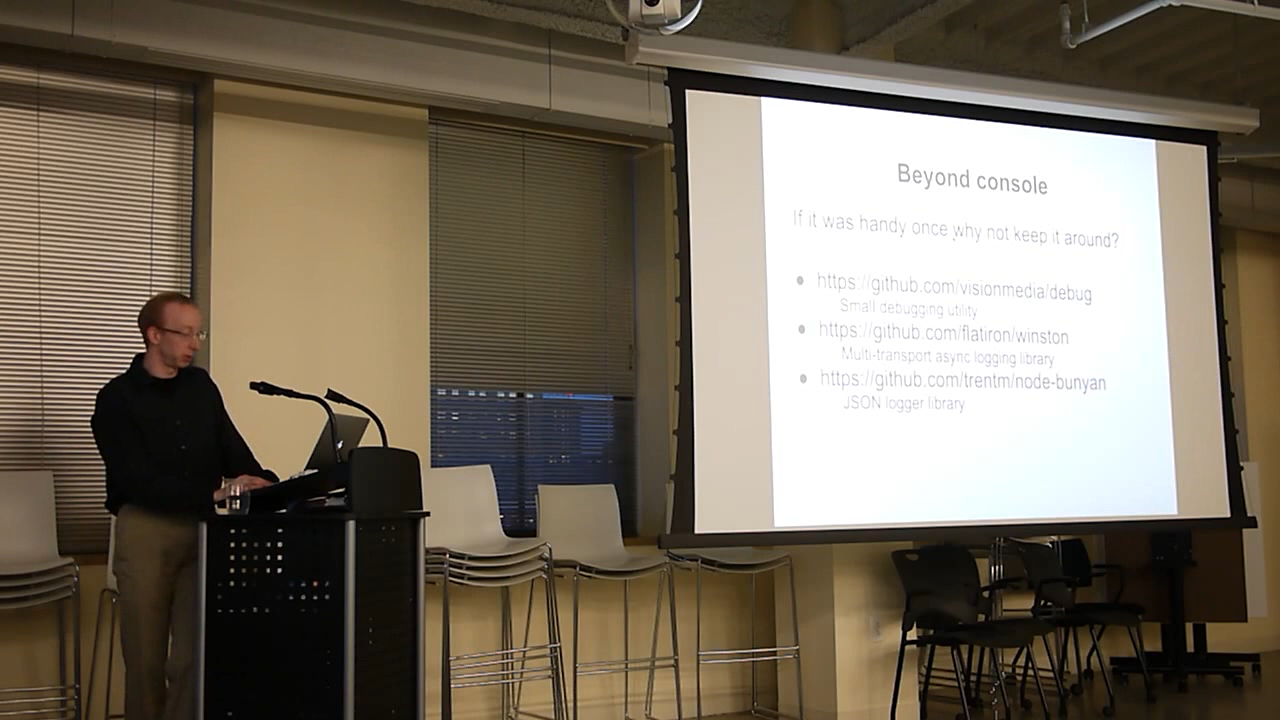 Beyond console
If it was handy once why not keep it around?
https://github.com/visionmedia/debug
Small debugging utility
https://github.com/flatiron/winston
Multi-transport async logging library
https://github.com/trentm/node-bunyan
JSON logger library